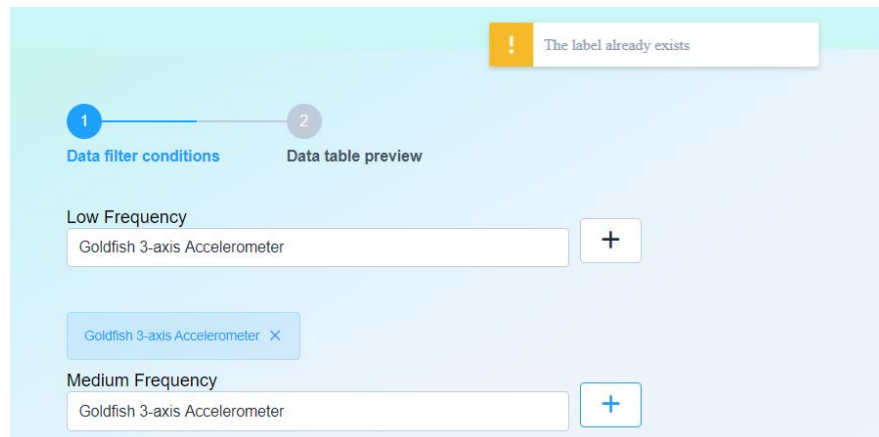 ! The label already exists
1 2
Data filter conditions Data table preview
Low Frequency
Goldfish 3-axis Accelerometer +
Goldfish 3-axis Accelerometer ×
Medium Frequency
Goldfish 3-axis Accelerometer +